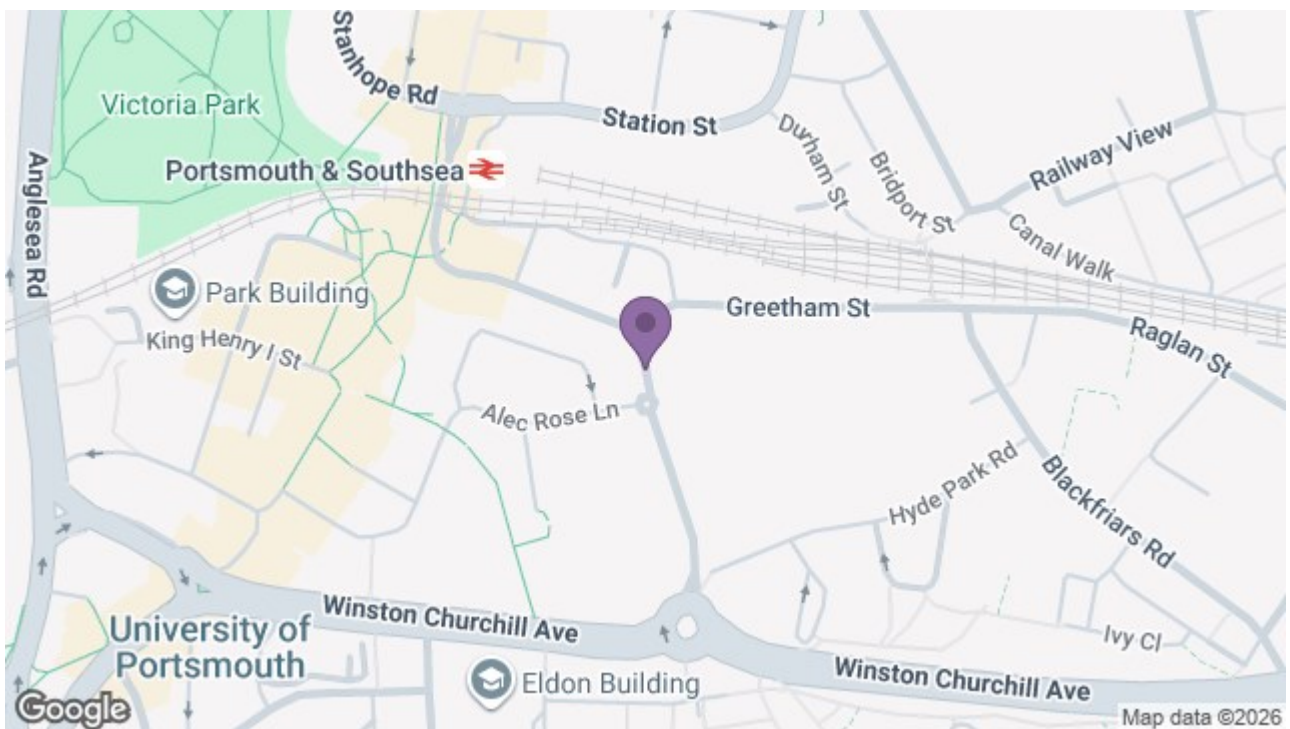 Stanhope Rd
Victoria Park
Station St
Durham St
Bridport St
Railway View
Portsmouth & Southsea
Anglesea Rd
Canal Walk
Park Building
Greetham St
King Henry I St
Raglan St
Alec Rose Ln
Hyde Park Rd
Blackfriars Rd
Winston Churchill Ave
University of
Portsmouth
Ivy Cl
Eldon Building
Winston Churchill Ave
Google
Map data ©2026